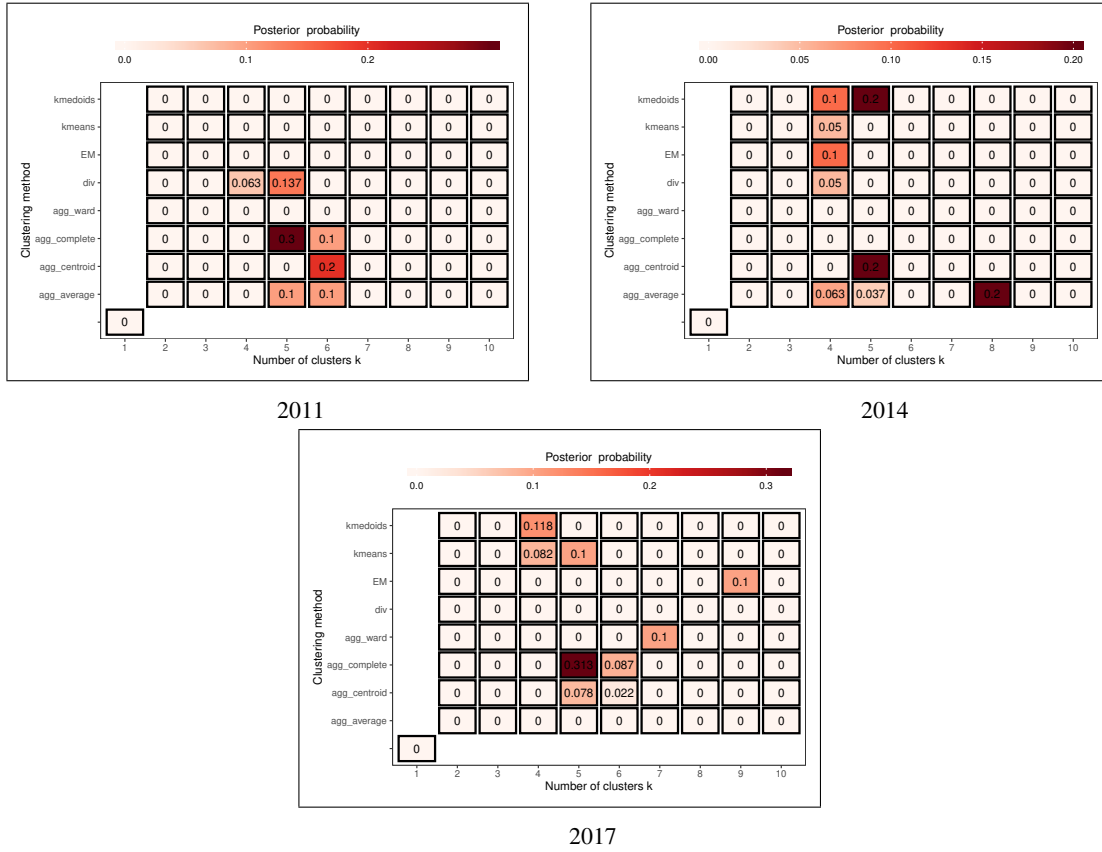 Posterior probability
0.0 0.1 0.2
Clustering method
kmedoids 0 0 0 0 0 0 0 0 0
kmeans 0 0 0 0 0 0 0 0 0
EM 0 0 0 0 0 0 0 0 0
div 0 0 0.063 0.137 0 0 0 0 0
agg_ward 0 0 0 0 0 0 0 0 0
agg_complete 0 0 0 0.3 0.1 0 0 0 0
agg_centroid 0 0 0 0 0.2 0 0 0 0
agg_average 0 0 0 0.1 0.1 0 0 0 0
0
1 2 3 4 5 6 7 8 9 10
Number of clusters k
2011
Posterior probability
0.00 0.05 0.10 0.15 0.20
Clustering method
kmedoids 0 0 0.1 0.2 0 0 0 0 0
kmeans 0 0 0.05 0 0 0 0 0 0
EM 0 0 0.1 0 0 0 0 0 0
div 0 0 0.05 0 0 0 0 0 0
agg_ward 0 0 0 0 0 0 0 0 0
agg_complete 0 0 0 0 0 0 0 0 0
agg_centroid 0 0 0 0.2 0 0 0 0 0
agg_average 0 0 0.063 0.037 0 0 0.2 0 0
0
1 2 3 4 5 6 7 8 9 10
Number of clusters k
2014
Posterior probability
0.0 0.1 0.2 0.3
Clustering method
kmedoids 0 0 0.118 0 0 0 0 0 0
kmeans 0 0 0.082 0.1 0 0 0 0 0
EM 0 0 0 0 0 0 0 0.1 0
div 0 0 0 0 0 0 0 0 0
agg_ward 0 0 0 0 0 0.1 0 0 0
agg_complete 0 0 0 0.313 0.087 0 0 0 0
agg_centroid 0 0 0 0.078 0.022 0 0 0 0
agg_average 0 0 0 0 0 0 0 0 0
0
1 2 3 4 5 6 7 8 9 10
Number of clusters k
2017